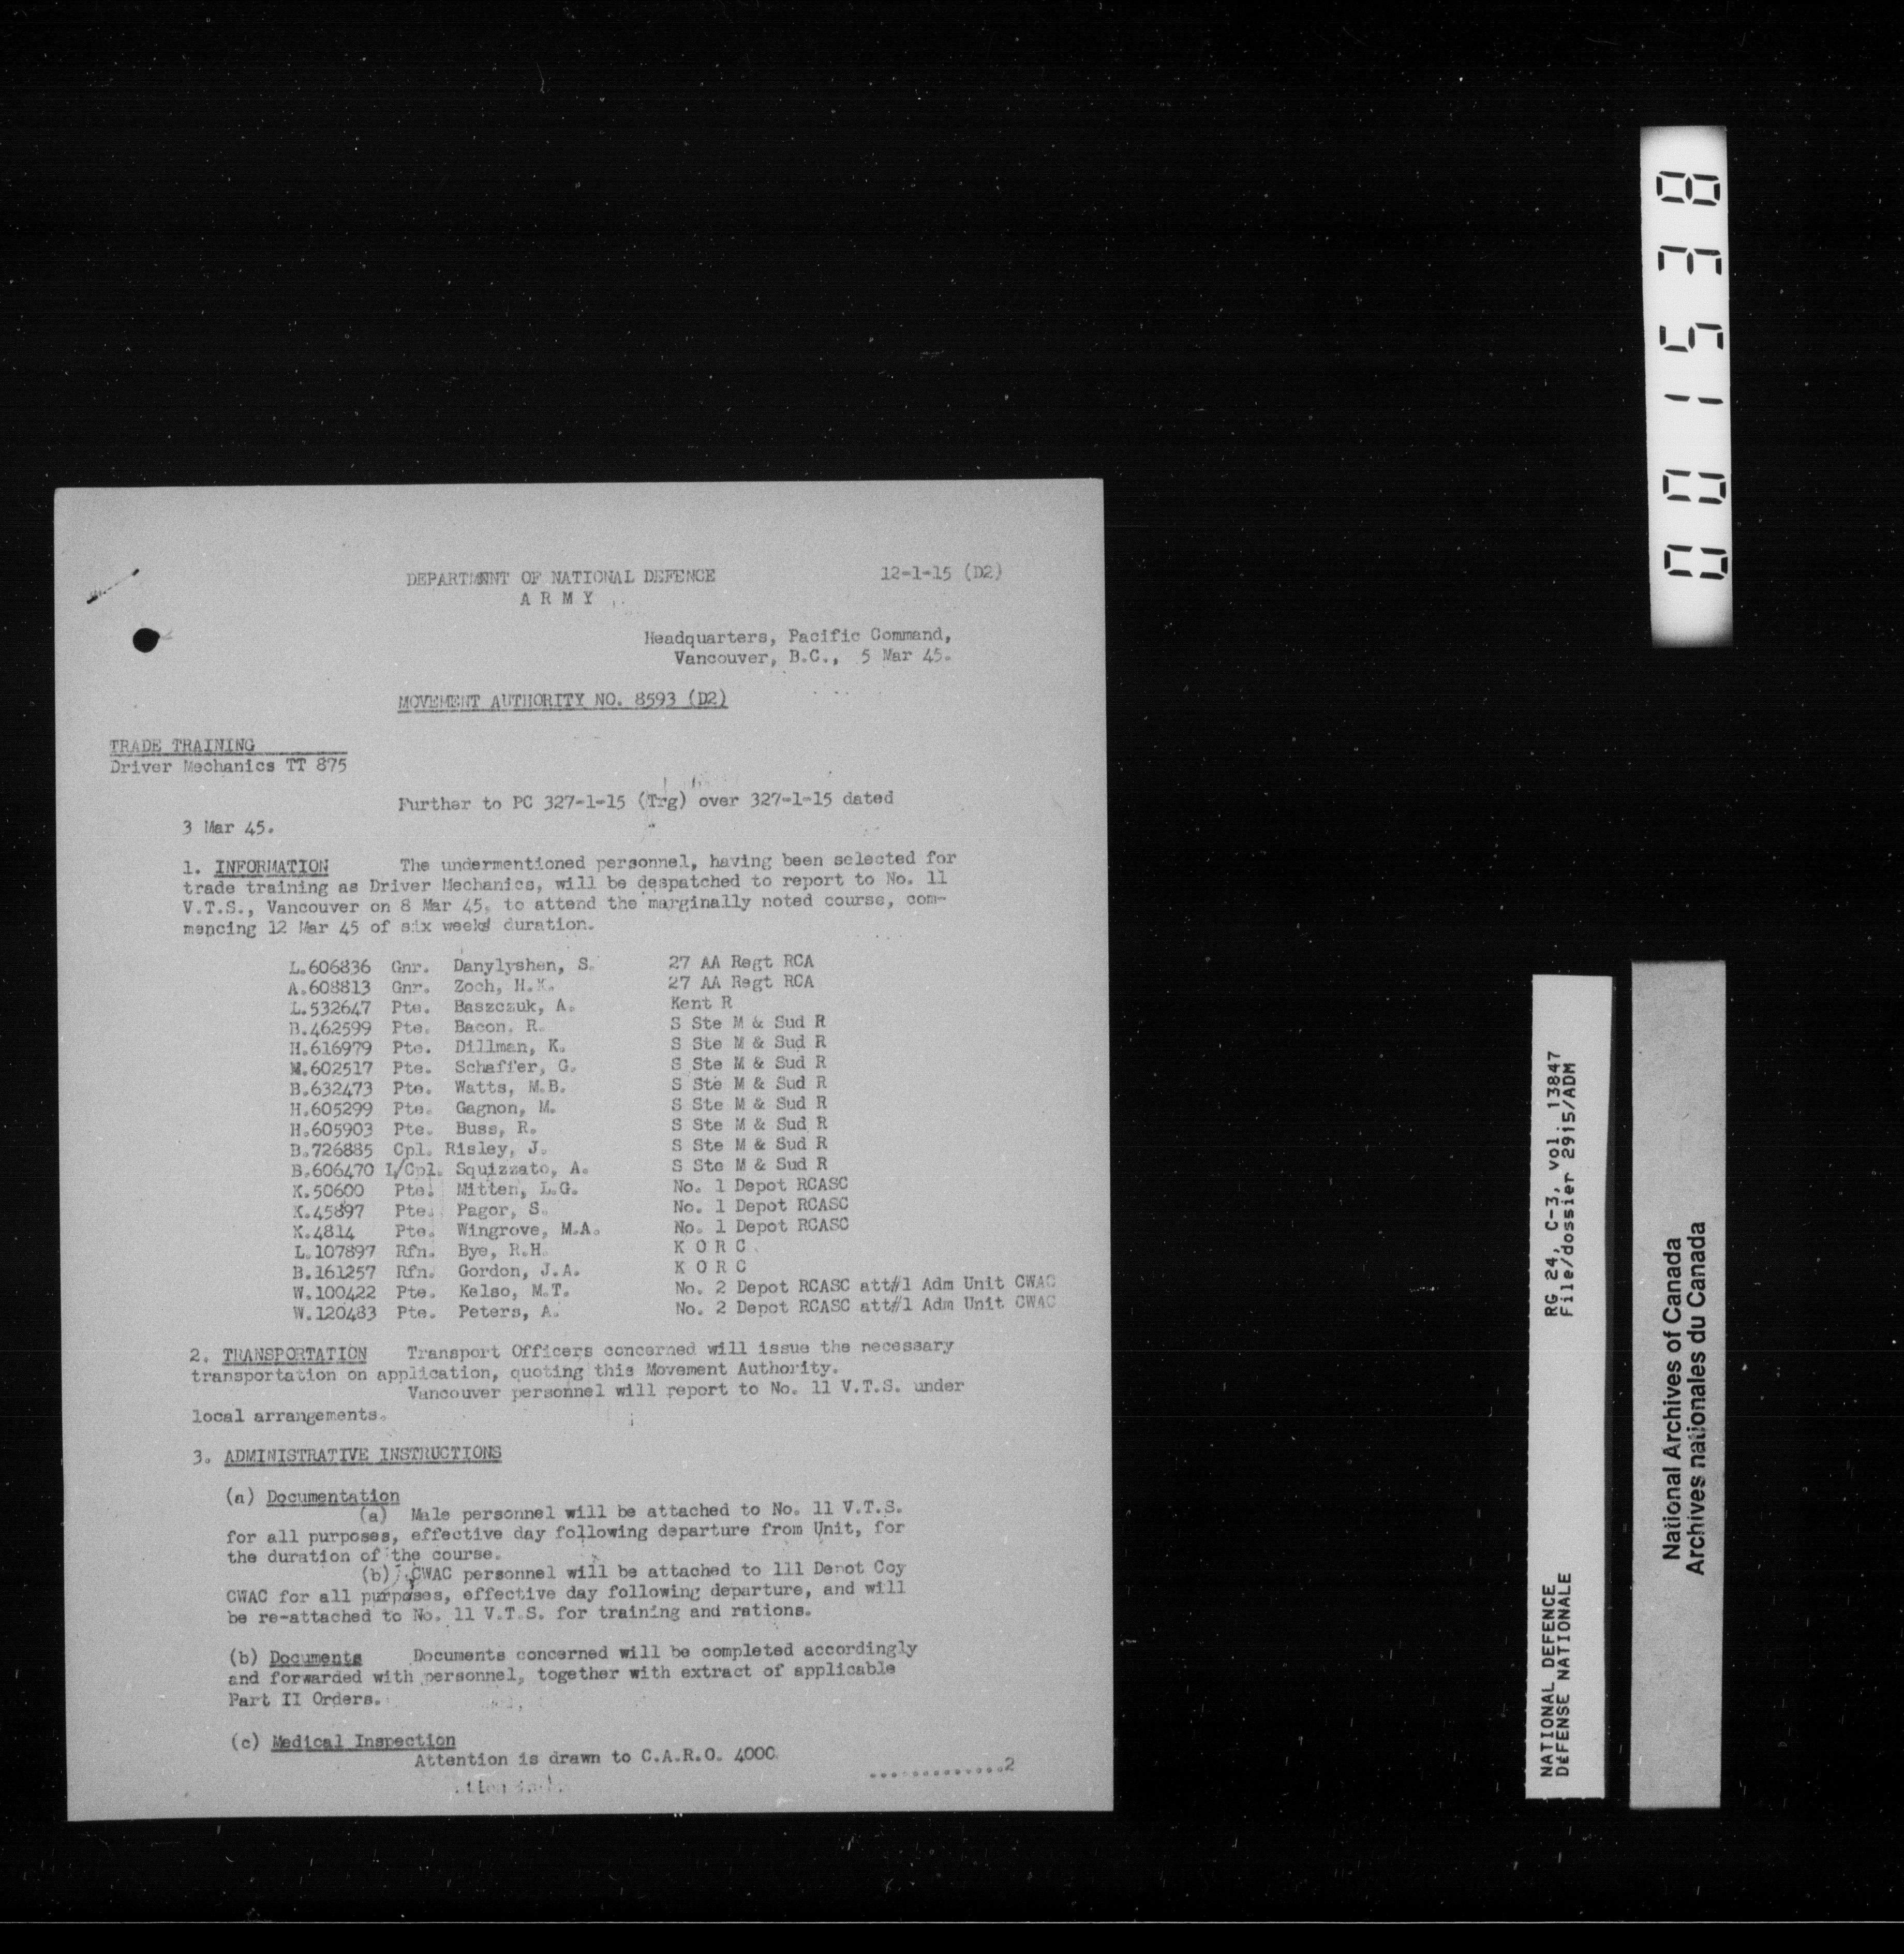 DEPARTMENT OF NATIONAL DEFENCE 12-1-15 (D2)
A R M Y
Headquarters, Pacific Command,
Vancouver, B.C., 5 Mar 45.
MOVEMENT AUTHORITY NO. 8593 (D2)
TRADE TRAINING
Driver Mechanics TT 875
Further to PC 327-1-15 (Trg) over 327-1-15 dated
3 Mar 45.
1. INFORMATION The undermentioned personnel, having been selected for
trade training as Driver Mechanics, will be despatched to report to No. 11
V.T.S., Vancouver on 8 Mar 45, to attend the marginally noted course, com-
mencing 12 Mar 45 of six weeks duration.
L.606836 Gnr. Danylyshen, S. 27 AA Regt RCA
A.608813 Gnr. Zoch, H.K. 27 AA Regt RCA
L.532647 Pte. Baszczuk, A. Kent R
B.462599 Pte. Bacon, R. S Ste M & Sud R
H.616979 Pte. Dillman, K. S Ste M & Sud R
M.602517 Pte. Schaffer, G. S Ste M & Sud R
B.632473 Pte. Watts, M.B. S Ste M & Sud R
H.605299 Pte. Gagnon, M. S Ste M & Sud R
H.605903 Pte. Buss, R. S Ste M & Sud R
B.726885 Cpl. Risley, J. S Ste M & Sud R
B.606470 L/Cpl. Squizzato, A. S Ste M & Sud R
K.50600 Pte. Mitten, L.G. No. 1 Depot RCASC
K.45897 Pte. Pagor, S. No. 1 Depot RCASC
K.4814 Pte. Wingrove, M.A. No. 1 Depot RCASC
L.107897 Rfn. Bye, R.H. K O R C
B.161257 Rfn. Gordon, J.A. K O R C
W.100422 Pte. Kelso, M.T. No. 2 Depot RCASC att#1 Adm Unit CWAC
W.120483 Pte. Peters, A. No. 2 Depot RCASC att#1 Adm Unit CWAC
2. TRANSPORTATION Transport Officers concerned will issue the necessary
transportation on application, quoting this Movement Authority.
Vancouver personnel will report to No. 11 V.T.S. under
local arrangements.
3. ADMINISTRATIVE INSTRUCTIONS
(a) Documentation
(a) Male personnel will be attached to No. 11 V.T.S.
for all purposes, effective day following departure from Unit, for
the duration of the course.
(b) CWAC personnel will be attached to 111 Depot Coy
CWAC for all purposes, effective day following departure, and will
be re-attached to No. 11 V.T.S. for training and rations.
(b) Documents Documents concerned will be completed accordingly
and forwarded with personnel, together with extract of applicable
Part II Orders.
(c) Medical Inspection
Attention is drawn to C.A.R.O. 4000.
..............2
001538
NATIONAL DEFENCE RG 24, C-3, vol. 13847
DéFENSE NATIONALE File/dossier 2915/ADM
National Archives of Canada
Archives nationales du Canada